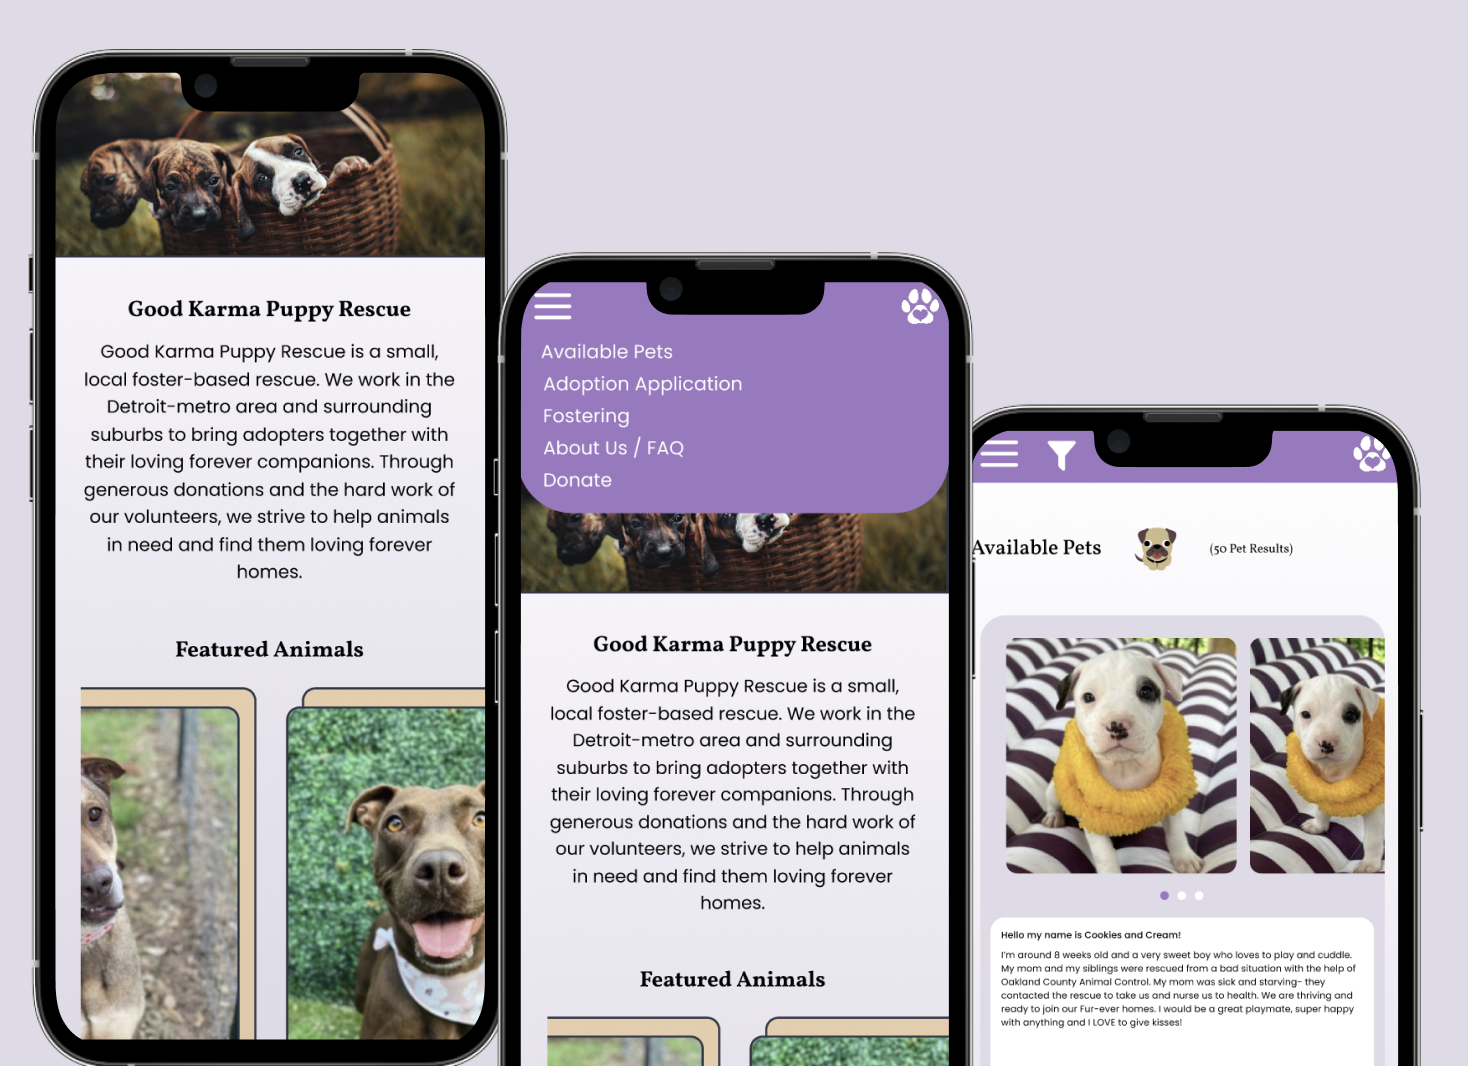 Good Karma Puppy Rescue
Good Karma Puppy Rescue is a small,
local foster-based rescue. We work in the
Detroit-metro area and surrounding
suburbs to bring adopters together with
their loving forever companions. Through
generous donations and the hard work of
our volunteers, we strive to help animals
in need and find them loving forever
homes.
Featured Animals
Available Pets
Adoption Application
Fostering
About Us / FAQ
Donate
Good Karma Puppy Rescue
Good Karma Puppy Rescue is a small,
local foster-based rescue. We work in the
Detroit-metro area and surrounding
suburbs to bring adopters together with
their loving forever companions. Through
generous donations and the hard work of
our volunteers, we strive to help animals
in need and find them loving forever
homes.
Featured Animals
Available Pets
(50 Pet Results)
Hello my name is Cookies and Cream!
I'm around 8 weeks old and a very sweet boy who loves to play and cuddle.
My mom and my siblings were rescued from a bad situation with the help of
Oakland County Animal Control. My mom was sick and starving- they
contacted the rescue to take us and nurse us to health. We are thriving and
ready to join our Fur-ever homes. I would be a great playmate, super happy
with anything and I LOVE to give kisses!